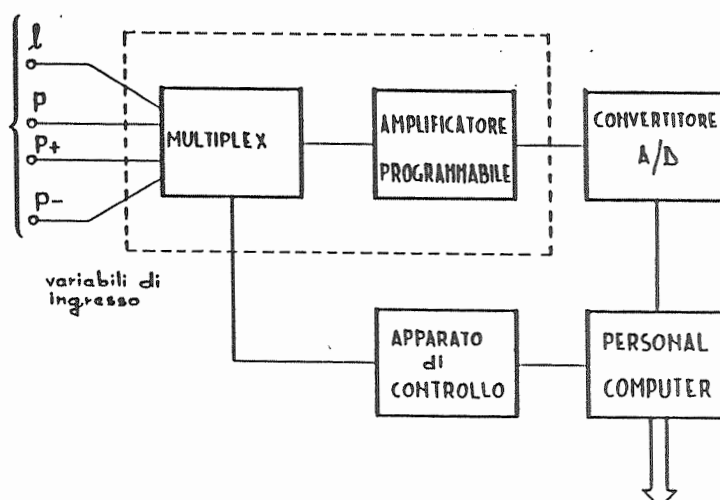 l
P
P+
P-
variabili di
ingresso
MULTIPLEX
AMPLIFICATORE
PROGRAMMABILE
CONVERTITORE
A/D
APPARATO
di
CONTROLLO
PERSONAL
COMPUTER